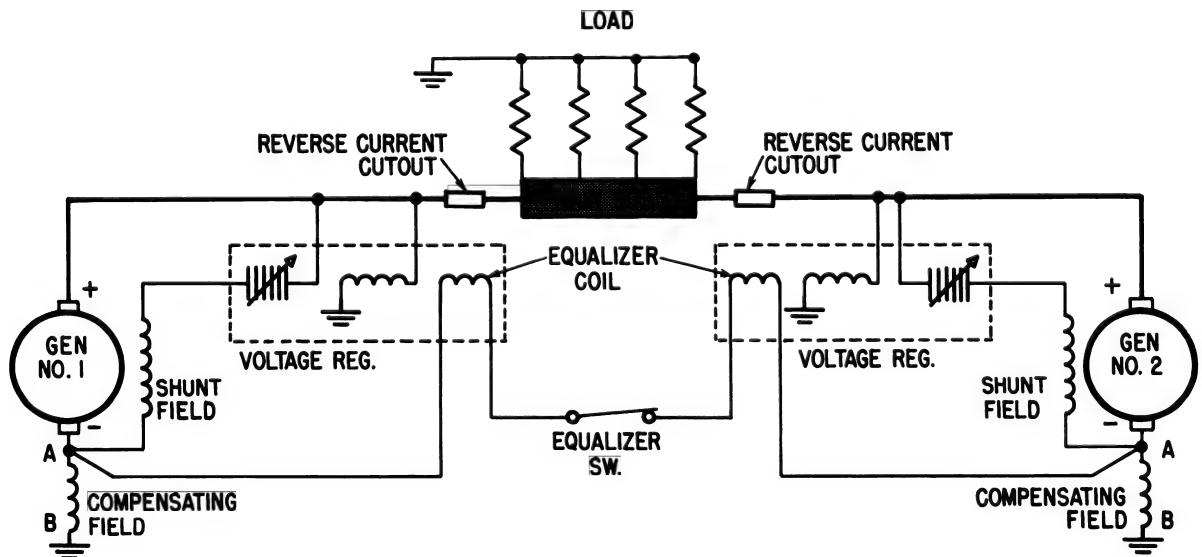 LOAD
REVERSE CURRENT
CUTOUT
REVERSE CURRENT
CUTOUT
EQUALIZER
COIL
+
GEN
NO. 1
-
VOLTAGE REG.
SHUNT
FIELD
A
B
COMPENSATING
FIELD
EQUALIZER
SW.
VOLTAGE REG.
SHUNT
FIELD
+
GEN
NO. 2
-
A
COMPENSATING
FIELD
B